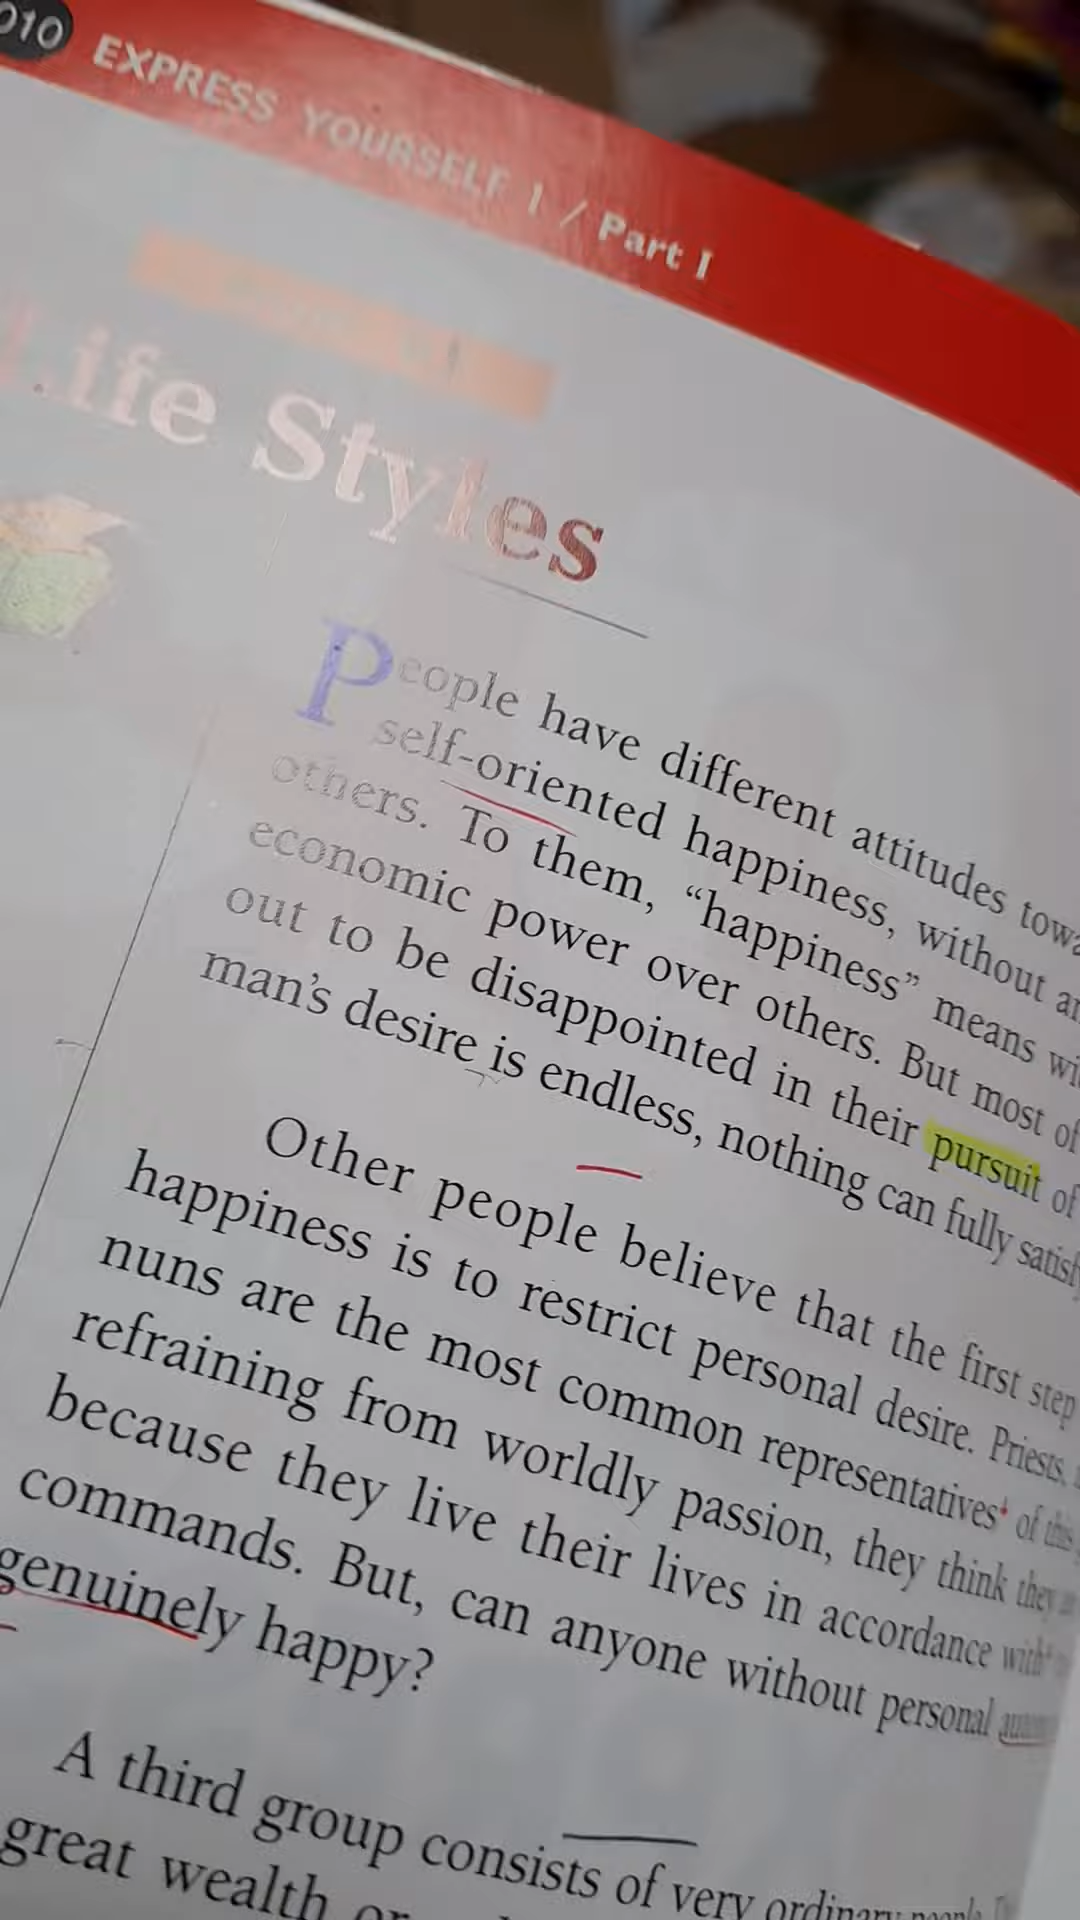 010 EXPRESS YOURSELF 1 / Part I
Life Styles
People have different attitudes
self-oriented happiness, without
others. To them, “happiness” means
economic power over others. But most of
out to be disappointed in their pursuit of
man’s desire is endless, nothing can fully
Other people believe that the first step
happiness is to restrict personal desire. Priests,
nuns are the most common representatives* of this
refraining from worldly passion, they think they
because they live their lives in accordance with*
commands. But, can anyone without personal
genuinely happy?
A third group consists of very ordinary people.
great wealth or